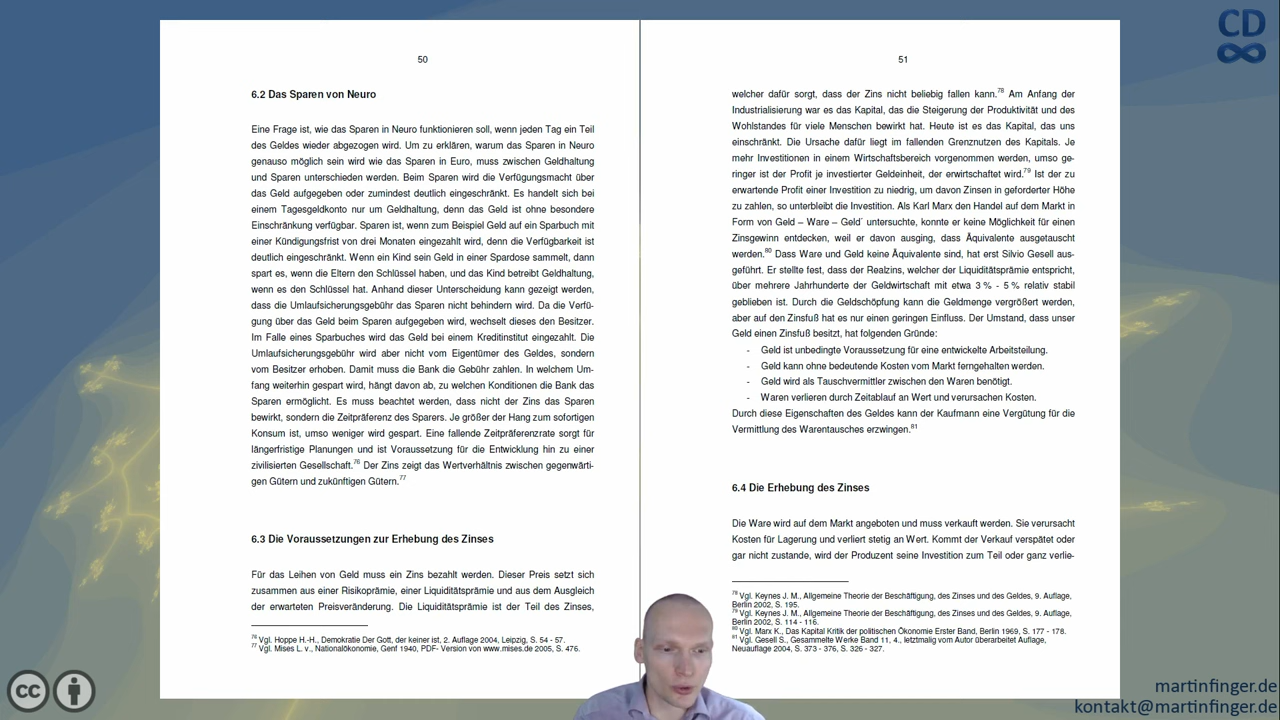 50
6.2 Das Sparen von Neuro
Eine Frage ist, wie das Sparen in Neuro funktionieren soll, wenn jeden Tag ein Teil
des Geldes wieder abgezogen wird. Um zu erklären, warum das Sparen in Neuro
genauso möglich sein wird wie das Sparen in Euro, muss zwischen Geldhaltung
und Sparen unterschieden werden. Beim Sparen wird die Verfügungsmacht über
das Geld aufgegeben oder zumindest deutlich eingeschränkt. Es handelt sich bei
einem Tagesgeldkonto nur um Geldhaltung, denn das Geld ist ohne besondere
Einschränkung verfügbar. Sparen ist, wenn zum Beispiel Geld auf ein Sparbuch mit
einer Kündigungsfrist von drei Monaten eingezahlt wird, denn die Verfügbarkeit ist
deutlich eingeschränkt. Wenn ein Kind sein Geld in einer Spardose sammelt, dann
spart es, wenn die Eltern den Schlüssel haben, und das Kind betreibt Geldhaltung,
wenn es den Schlüssel hat. Anhand dieser Unterscheidung kann gezeigt werden,
dass die Umlaufsicherungsgebühr das Sparen nicht behindern wird. Da die Verfü-
gung über das Geld beim Sparen aufgegeben wird, wechselt dieses den Besitzer.
Im Falle eines Sparbuches wird das Geld bei einem Kreditinstitut eingezahlt. Die
Umlaufsicherungsgebühr wird aber nicht vom Eigentümer des Geldes, sondern
vom Besitzer erhoben. Damit muss die Bank die Gebühr zahlen. In welchem Um-
fang weiterhin gespart wird, hängt davon ab, zu welchen Konditionen die Bank das
Sparen ermöglicht. Es muss beachtet werden, dass nicht der Zins das Sparen
bewirkt, sondern die Zeitpräferenz des Sparers. Je größer der Hang zum sofortigen
Konsum ist, umso weniger wird gespart. Eine fallende Zeitpräferenzrate sorgt für
längerfristige Planungen und ist Voraussetzung für die Entwicklung hin zu einer
zivilisierten Gesellschaft.76 Der Zins zeigt das Wertverhältnis zwischen gegenwärti-
gen Gütern und zukünftigen Gütern.77
6.3 Die Voraussetzungen zur Erhebung des Zinses
Für das Leihen von Geld muss ein Zins bezahlt werden. Dieser Preis setzt sich
zusammen aus einer Risikoprämie, einer Liquiditätsprämie und aus dem Ausgleich
der erwarteten Preisveränderung. Die Liquiditätsprämie ist der Teil des Zinses,
76 Vgl. Hoppe H.-H., Demokratie Der Gott, der keiner ist, 2. Auflage 2004, Leipzig, S. 54 - 57.
77 Vgl. Mises L. v., Nationalökonomie, Genf 1940, PDF- Version von www.mises.de 2005, S. 476.
51
welcher dafür sorgt, dass der Zins nicht beliebig fallen kann.78 Am Anfang der
Industrialisierung war es das Kapital, das die Steigerung der Produktivität und des
Wohlstandes für viele Menschen bewirkt hat. Heute ist es das Kapital, das uns
einschränkt. Die Ursache dafür liegt im fallenden Grenznutzen des Kapitals. Je
mehr Investitionen in einem Wirtschaftsbereich vorgenommen werden, umso ge-
ringer ist der Profit je investierter Geldeinheit, der erwirtschaftet wird.79 Ist der zu
erwartende Profit einer Investition zu niedrig, um davon Zinsen in geforderter Höhe
zu zahlen, so unterbleibt die Investition. Als Karl Marx den Handel auf dem Markt in
Form von Geld – Ware – Geld´ untersuchte, konnte er keine Möglichkeit für einen
Zinsgewinn entdecken, weil er davon ausging, dass Äquivalente ausgetauscht
werden.80 Dass Ware und Geld keine Äquivalente sind, hat erst Silvio Gesell aus-
geführt. Er stellte fest, dass der Realzins, welcher der Liquiditätsprämie entspricht,
über mehrere Jahrhunderte der Geldwirtschaft mit etwa 3 % - 5 % relativ stabil
geblieben ist. Durch die Geldschöpfung kann die Geldmenge vergrößert werden,
aber auf den Zinsfuß hat es nur einen geringen Einfluss. Der Umstand, dass unser
Geld einen Zinsfuß besitzt, hat folgenden Gründe:
- Geld ist unbedingte Voraussetzung für eine entwickelte Arbeitsteilung.
- Geld kann ohne bedeutende Kosten vom Markt ferngehalten werden.
- Geld wird als Tauschvermittler zwischen den Waren benötigt.
- Waren verlieren durch Zeitablauf an Wert und verursachen Kosten.
Durch diese Eigenschaften des Geldes kann der Kaufmann eine Vergütung für die
Vermittlung des Warentausches erzwingen.81
6.4 Die Erhebung des Zinses
Die Ware wird auf dem Markt angeboten und muss verkauft werden. Sie verursacht
Kosten für Lagerung und verliert stetig an Wert. Kommt der Verkauf verspätet oder
gar nicht zustande, wird der Produzent seine Investition zum Teil oder ganz verlie-
78 Vgl. Keynes J. M., Allgemeine Theorie der Beschäftigung, des Zinses und des Geldes, 9. Auflage,
Berlin 2002, S. 195.
79 Vgl. Keynes J. M., Allgemeine Theorie der Beschäftigung, des Zinses und des Geldes, 9. Auflage,
Berlin 2002, S. 114 - 116.
80 Vgl. Marx K., Das Kapital Kritik der politischen Ökonomie Erster Band, Berlin 1969, S. 177 - 178.
81 Vgl. Gesell S., Gesammelte Werke Band 11, 4., letztmalig vom Autor überarbeitet Auflage,
Neuauflage 2004, S. 373 - 376, S. 326 - 327.
CD
cc
martinfinger.de
kontakt@martinfinger.de